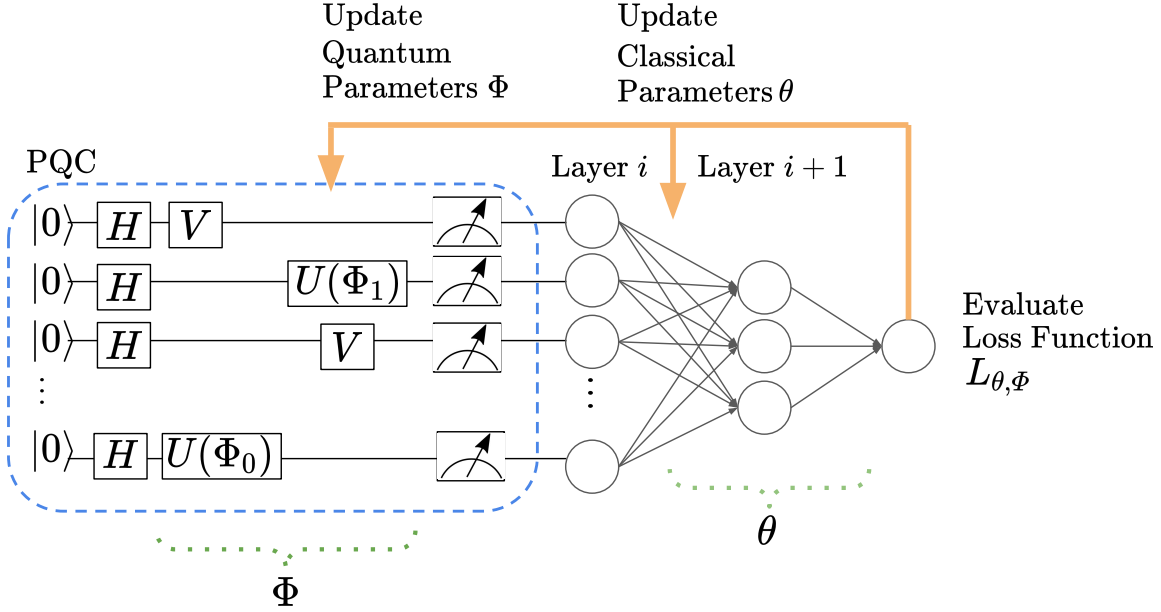 Update
Quantum
Parameters Φ
Update
Classical
Parameters θ
PQC
Layer i
Layer i + 1
|0⟩ H V
|0⟩ H U(Φ₁)
|0⟩ H V
⋮
|0⟩ H U(Φ₀)
⋮
Evaluate
Loss Function
L_{θ,Φ}
θ
Φ